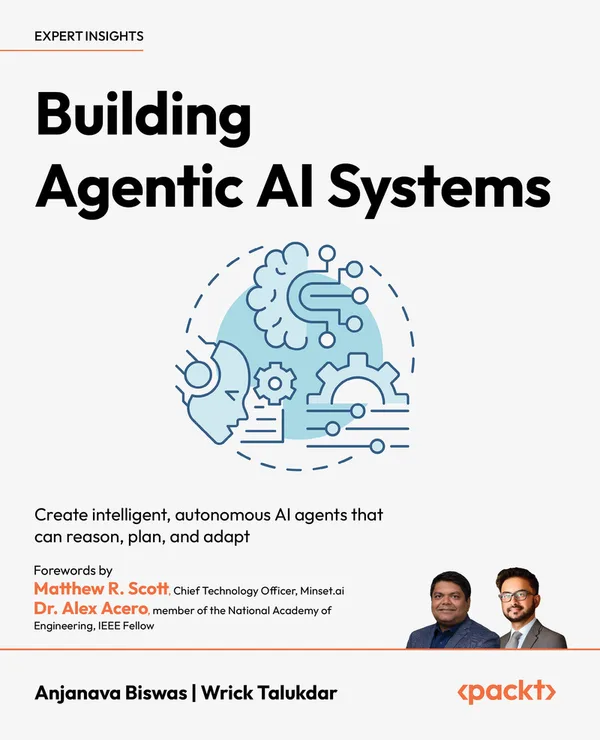 EXPERT INSIGHTS
Building
Agentic AI Systems
Create intelligent, autonomous AI agents that
can reason, plan, and adapt
Forewords by
Matthew R. Scott, Chief Technology Officer, Minset.ai
Dr. Alex Acero, member of the National Academy of
Engineering, IEEE Fellow
Anjanava Biswas | Wrick Talukdar
<packt>